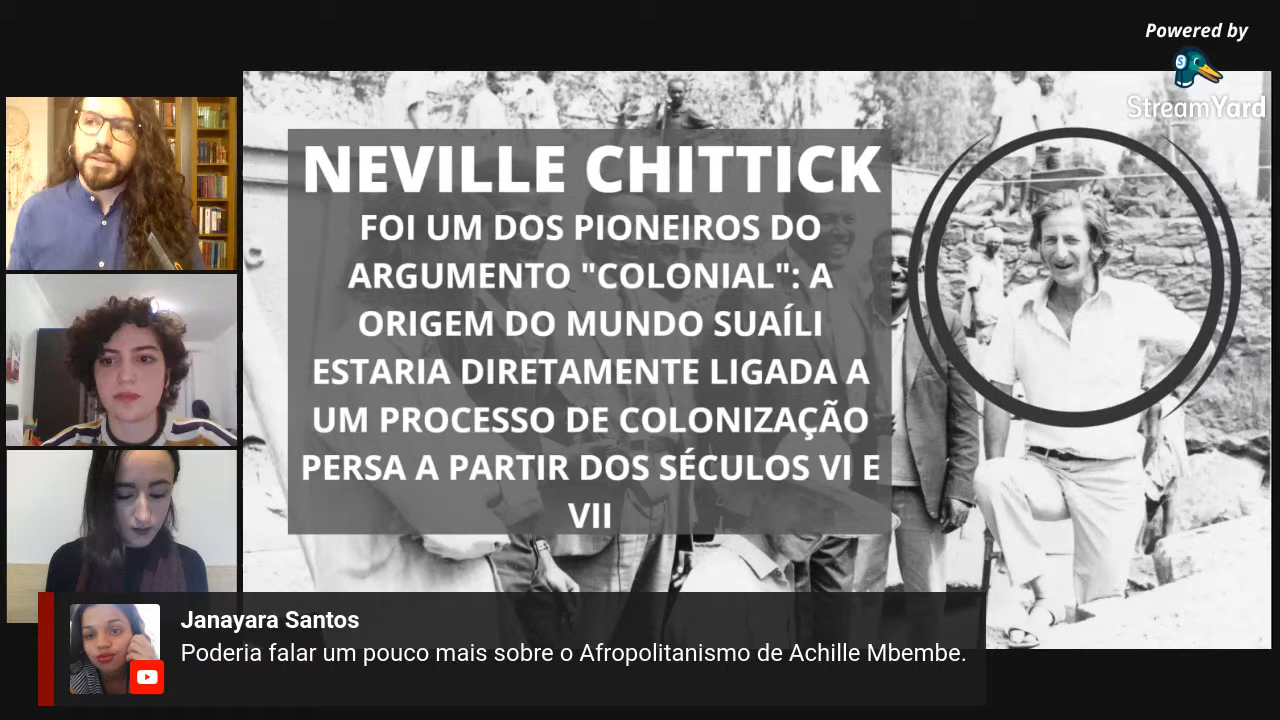 Powered by
StreamYard
NEVILLE CHITTICK
FOI UM DOS PIONEIROS DO
ARGUMENTO "COLONIAL": A
ORIGEM DO MUNDO SUAÍLI
ESTARIA DIRETAMENTE LIGADA A
UM PROCESSO DE COLONIZAÇÃO
PERSA A PARTIR DOS SÉCULOS VI E
VII
Janayara Santos
Poderia falar um pouco mais sobre o Afropolitanismo de Achille Mbembe.